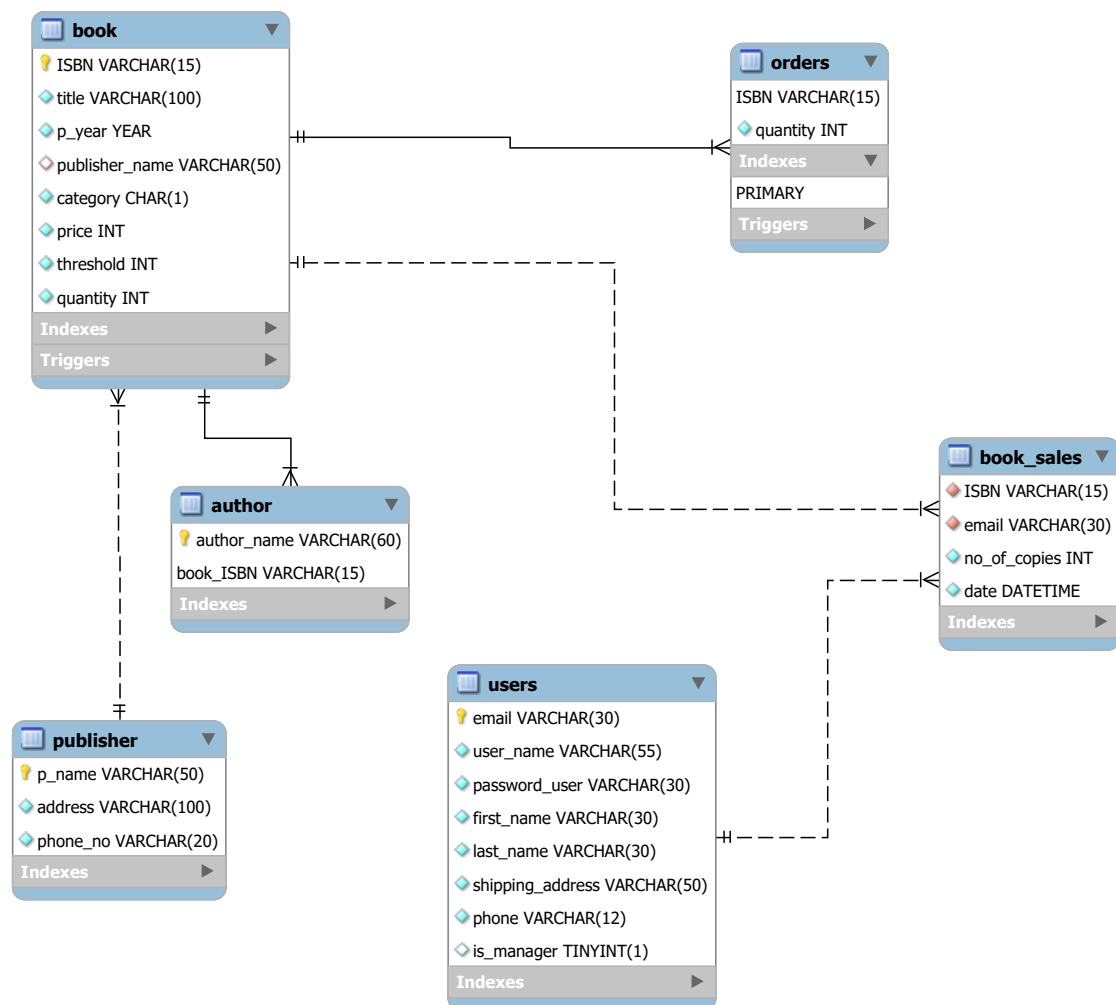 book
ISBN VARCHAR(15)
title VARCHAR(100)
p_year YEAR
publisher_name VARCHAR(50)
category CHAR(1)
price INT
threshold INT
quantity INT
Indexes
Triggers
orders
ISBN VARCHAR(15)
quantity INT
Indexes
PRIMARY
Triggers
author
author_name VARCHAR(60)
book_ISBN VARCHAR(15)
Indexes
book_sales
ISBN VARCHAR(15)
email VARCHAR(30)
no_of_copies INT
date DATETIME
Indexes
publisher
p_name VARCHAR(50)
address VARCHAR(100)
phone_no VARCHAR(20)
Indexes
users
email VARCHAR(30)
user_name VARCHAR(55)
password_user VARCHAR(30)
first_name VARCHAR(30)
last_name VARCHAR(30)
shipping_address VARCHAR(50)
phone VARCHAR(12)
is_manager TINYINT(1)
Indexes